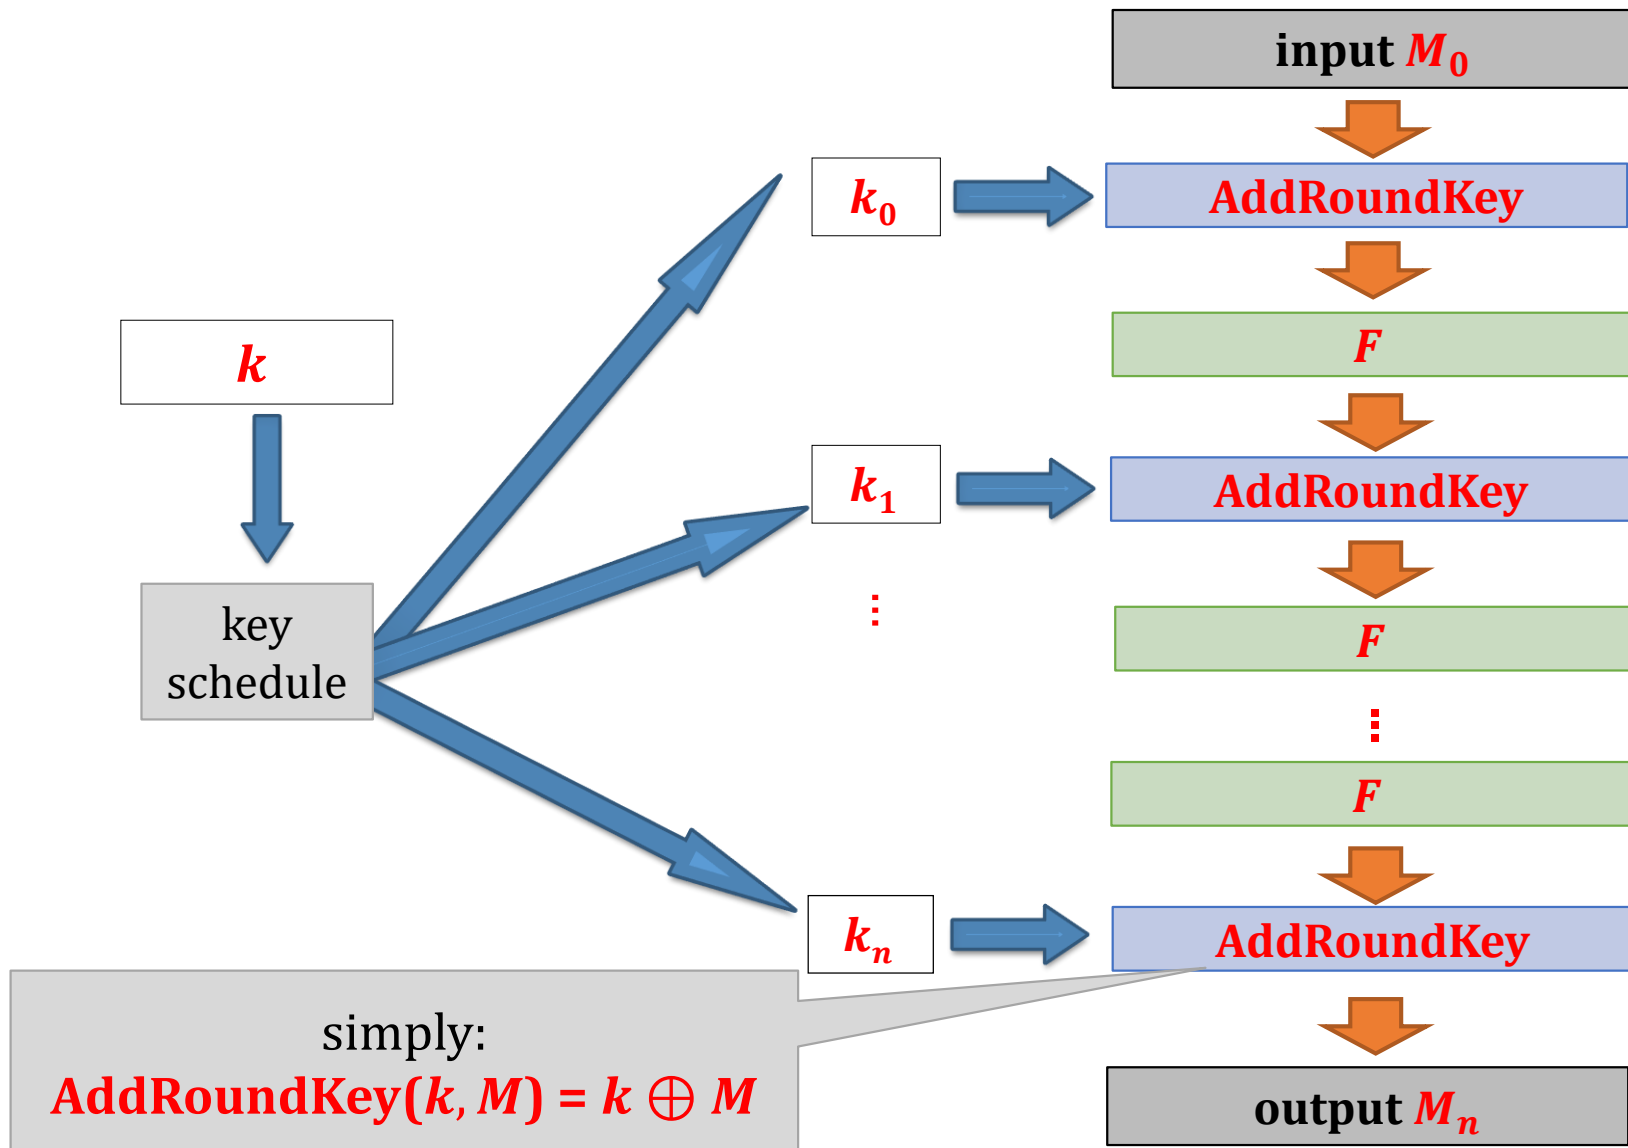 input M₀
k₀
AddRoundKey
F
k
k₁
AddRoundKey
⋮
key
schedule
F
⋮
F
kₙ
AddRoundKey
simply:
AddRoundKey(k, M) = k ⊕ M
output Mₙ